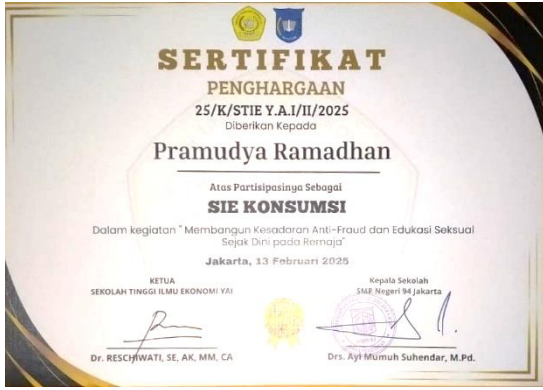 SERTIFIKAT
PENGHARGAAN
25/K/STIE Y.A.I/II/2025
Diberikan Kepada
Pramudya Ramadhan
Atas Partisipasinya Sebagai
SIE KONSUMSI
Dalam kegiatan " Membangun Kesadaran Anti-Fraud dan Edukasi Seksual
Sejak Dini pada Remaja"
Jakarta, 13 Februari 2025
KETUA
SEKOLAH TINGGI ILMU EKONOMI YAI
Dr. RESCHIWATI, SE, AK, MM, CA
Kepala Sekolah
SMP Negeri 94 Jakarta
Drs. Ayi Mumuh Suhendar, M.Pd.